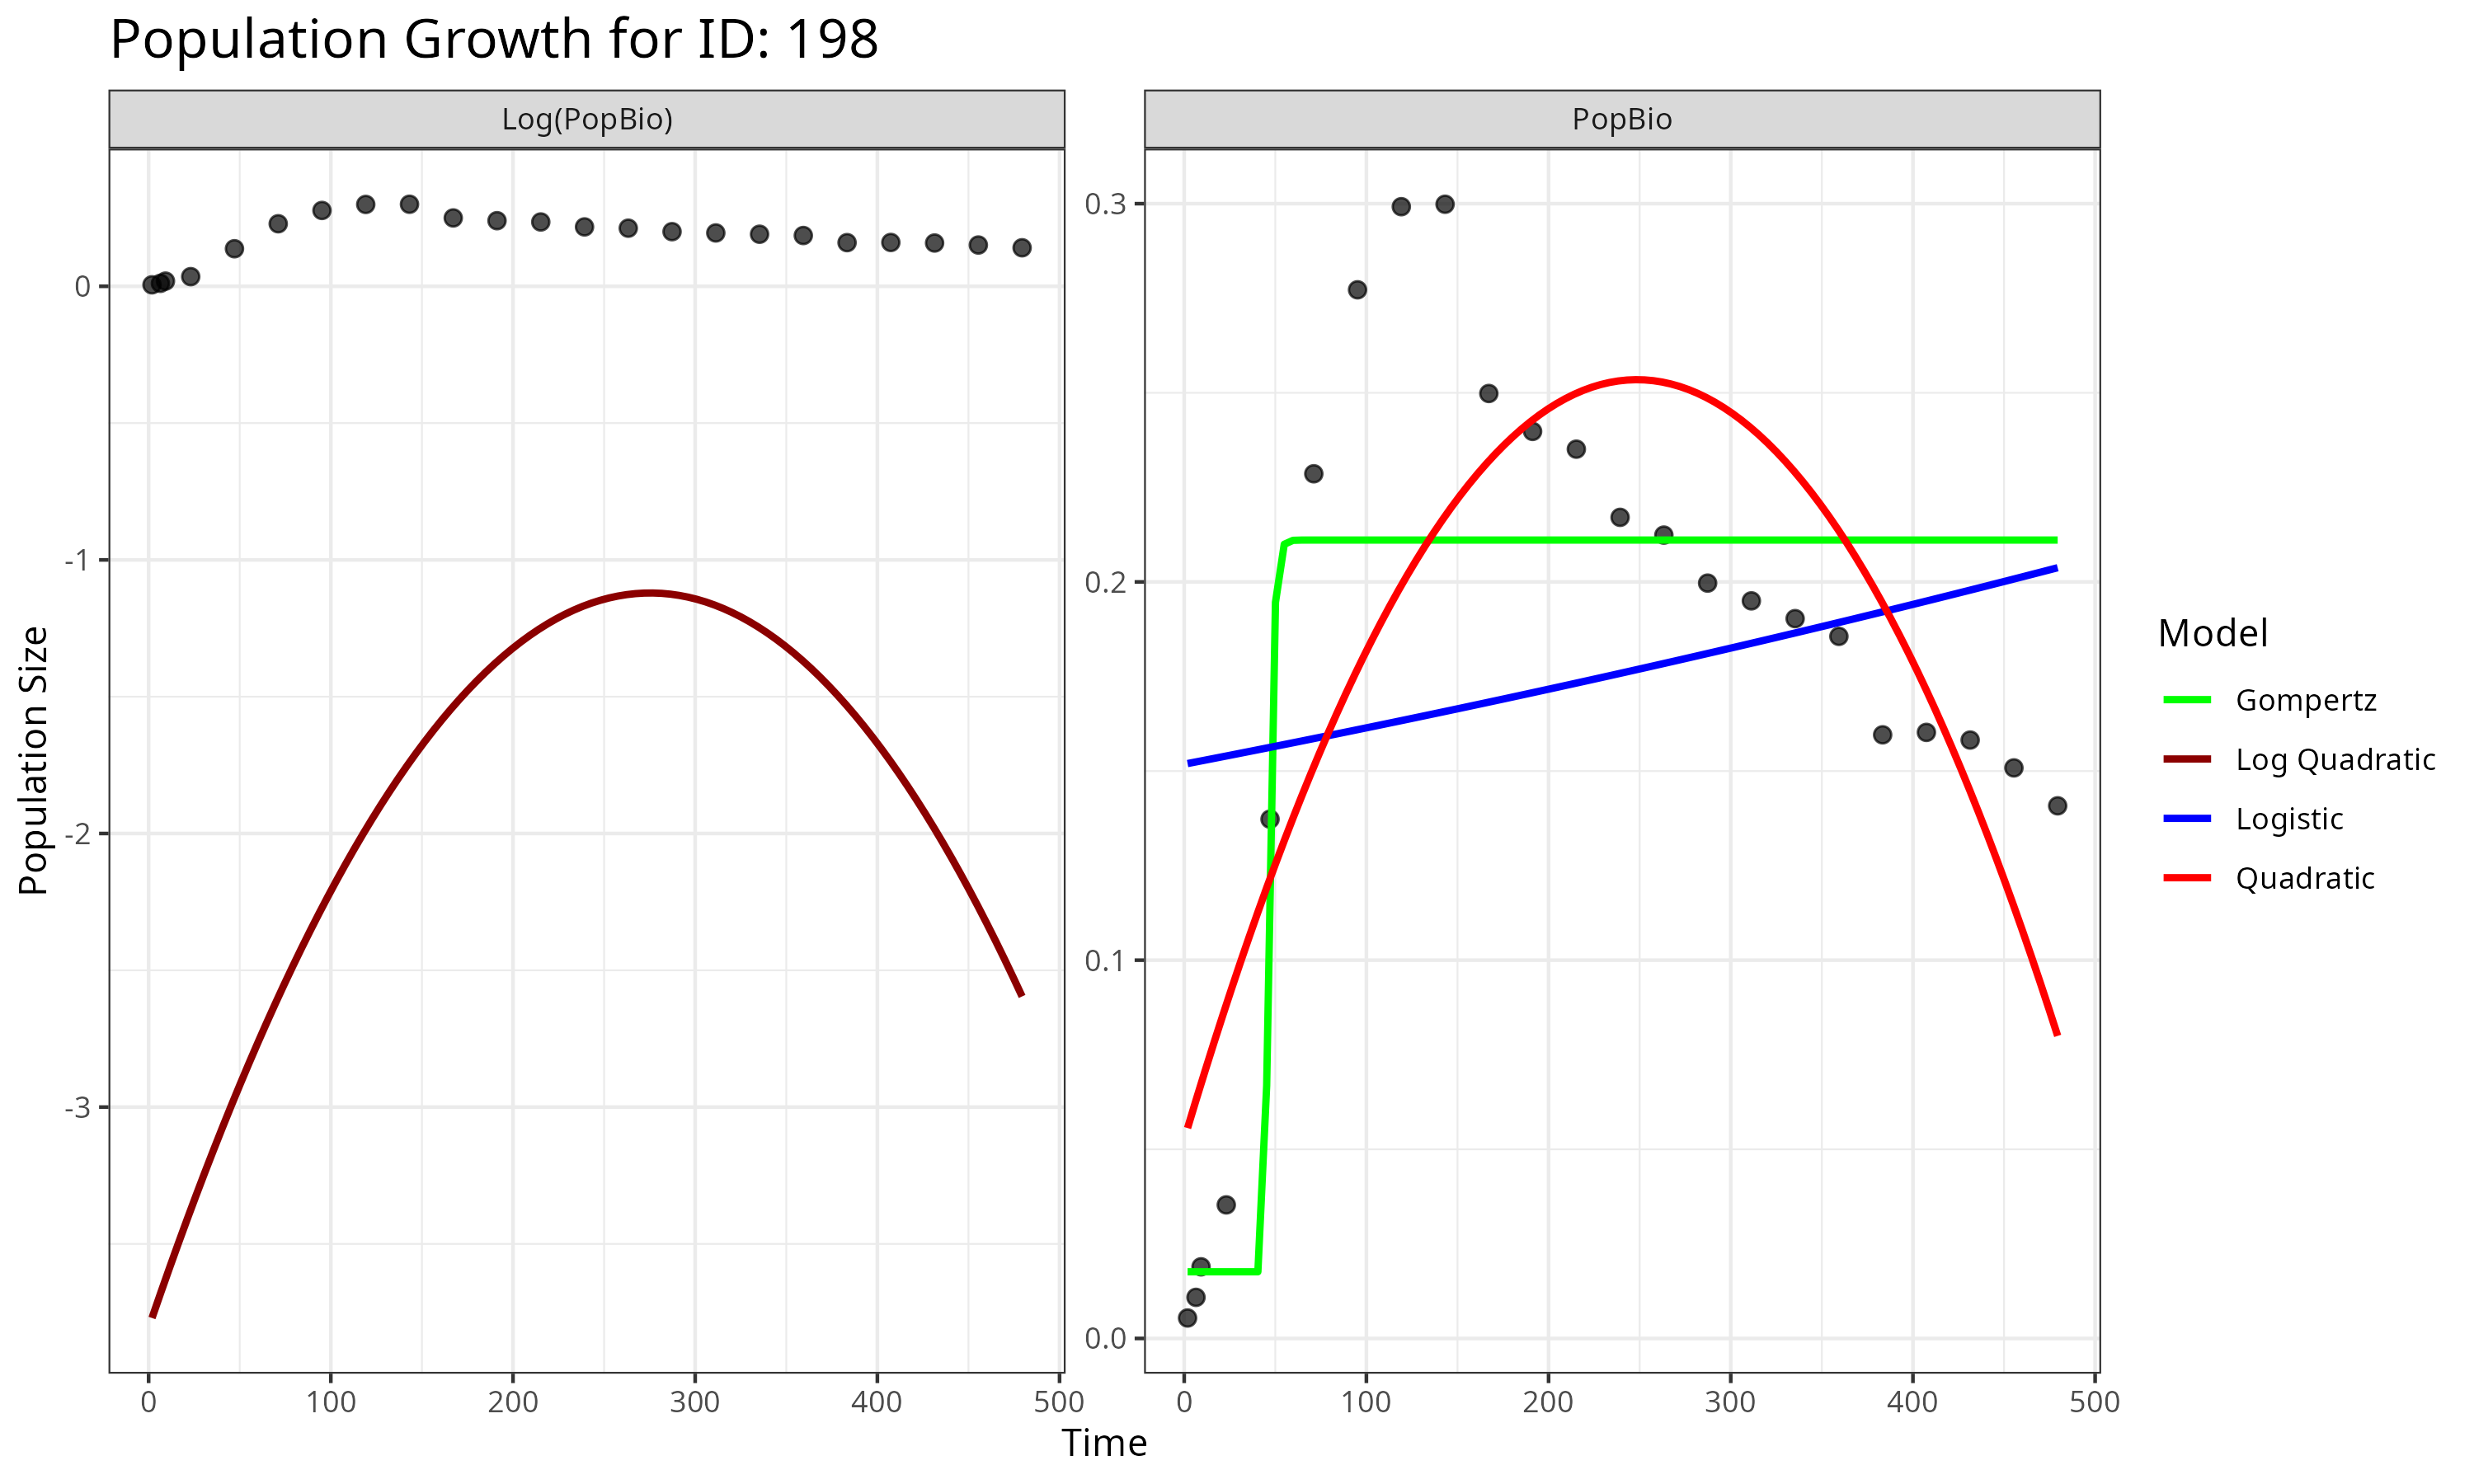 Population Growth for ID: 198
Log(PopBio)
PopBio
Population Size
0
-1
-2
-3
0 100 200 300 400 500
0.3
0.2
0.1
0.0
0 100 200 300 400 500
Time
Model
Gompertz
Log Quadratic
Logistic
Quadratic